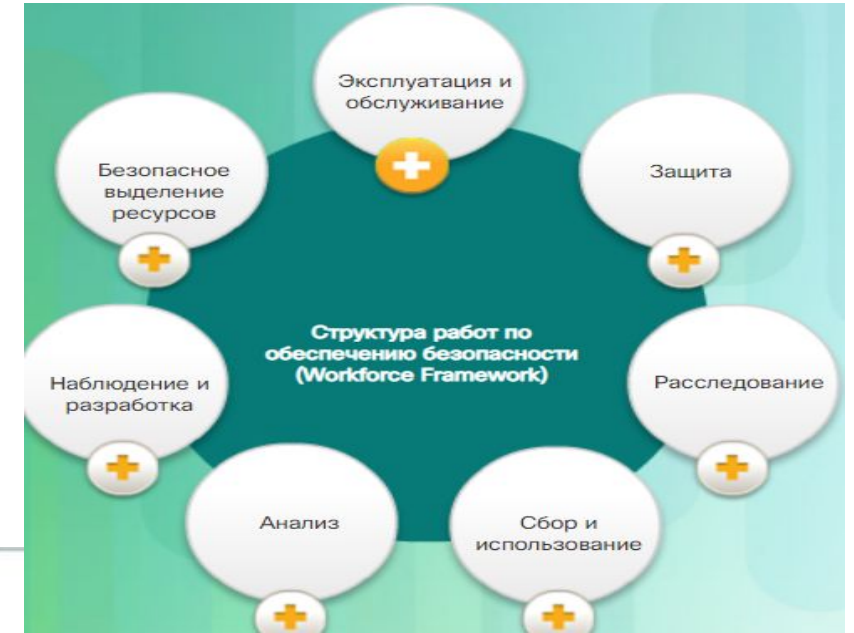 Эксплуатация и
обслуживание
Защита
Расследование
Сбор и
использование
Анализ
Наблюдение и
разработка
Безопасное
выделение
ресурсов
Структура работ по
обеспечению безопасности
(Workforce Framework)